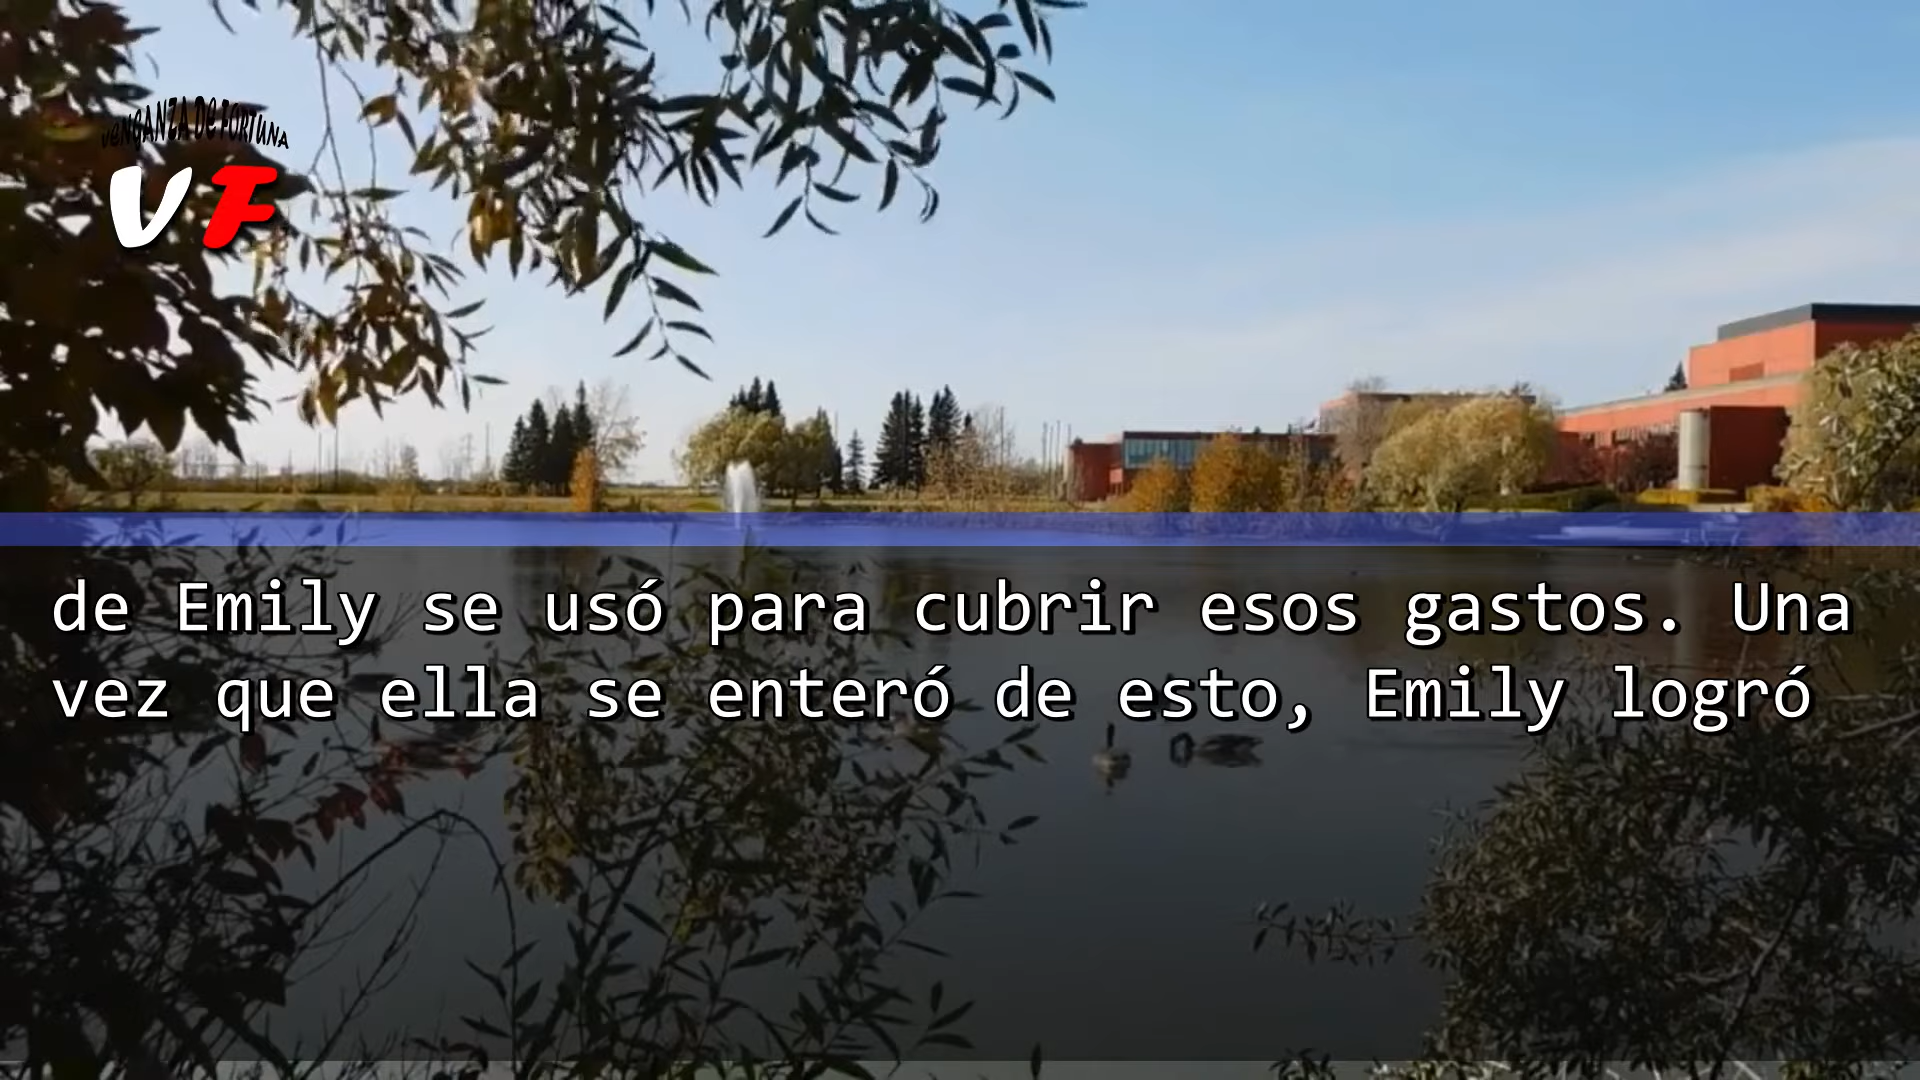 VENGANZA DE FORTUNA
VF
de Emily se usó para cubrir esos gastos. Una
vez que ella se enteró de esto, Emily logró